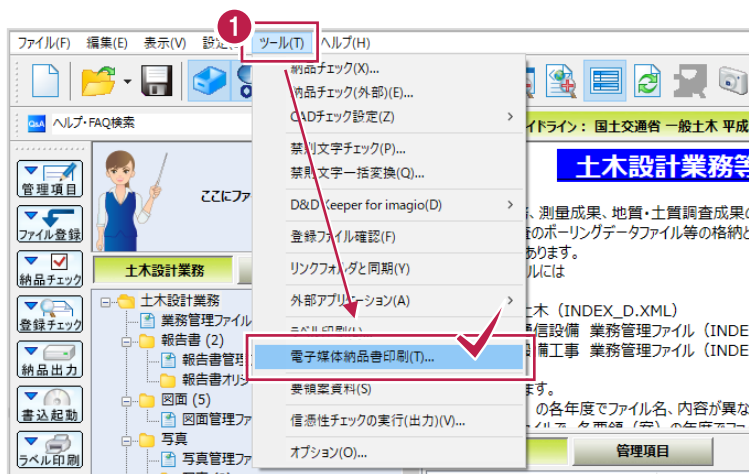 1
ファイル(F) 編集(E) 表示(V) ツール(T) ヘルプ(H)
Q&A ヘルプ・FAQ検索
管理項目
ファイル登録
納品チェック
登録チェック
納品出力
書込起動
ラベル印刷
ここにファ
土木設計業務
土木設計業務
業務管理ファイル
報告書 (2)
報告書管理
報告書オリジ
図面 (5)
図面管理ファ
写真
写真管理ファ
納品チェック(X)...
納品チェック(外部)(E)...
CADチェック設定(Z)
禁則文字チェック(P)...
禁則文字一括変換(Q)...
D&D Keeper for imagio(D)
登録ファイル確認(F)
リンクフォルダと同期(Y)
外部アプリケーション(A)
ラベル印刷(L)
電子媒体納品書印刷(T)...
要領案資料(S)
信憑性チェックの実行(出力)(V)...
オプション(O)...
イドライン： 国土交通省 一般土木 平成
土木設計業務等
、測量成果、地質・土質調査成果の
査のボーリングデータファイル等の格納と
あります。
ルには
土木（INDEX_D.XML）
通信設備 業務管理ファイル（INDE
備工事 業務管理ファイル（INDE
ます。
の各年度でファイル名、内容が異な
管理項目